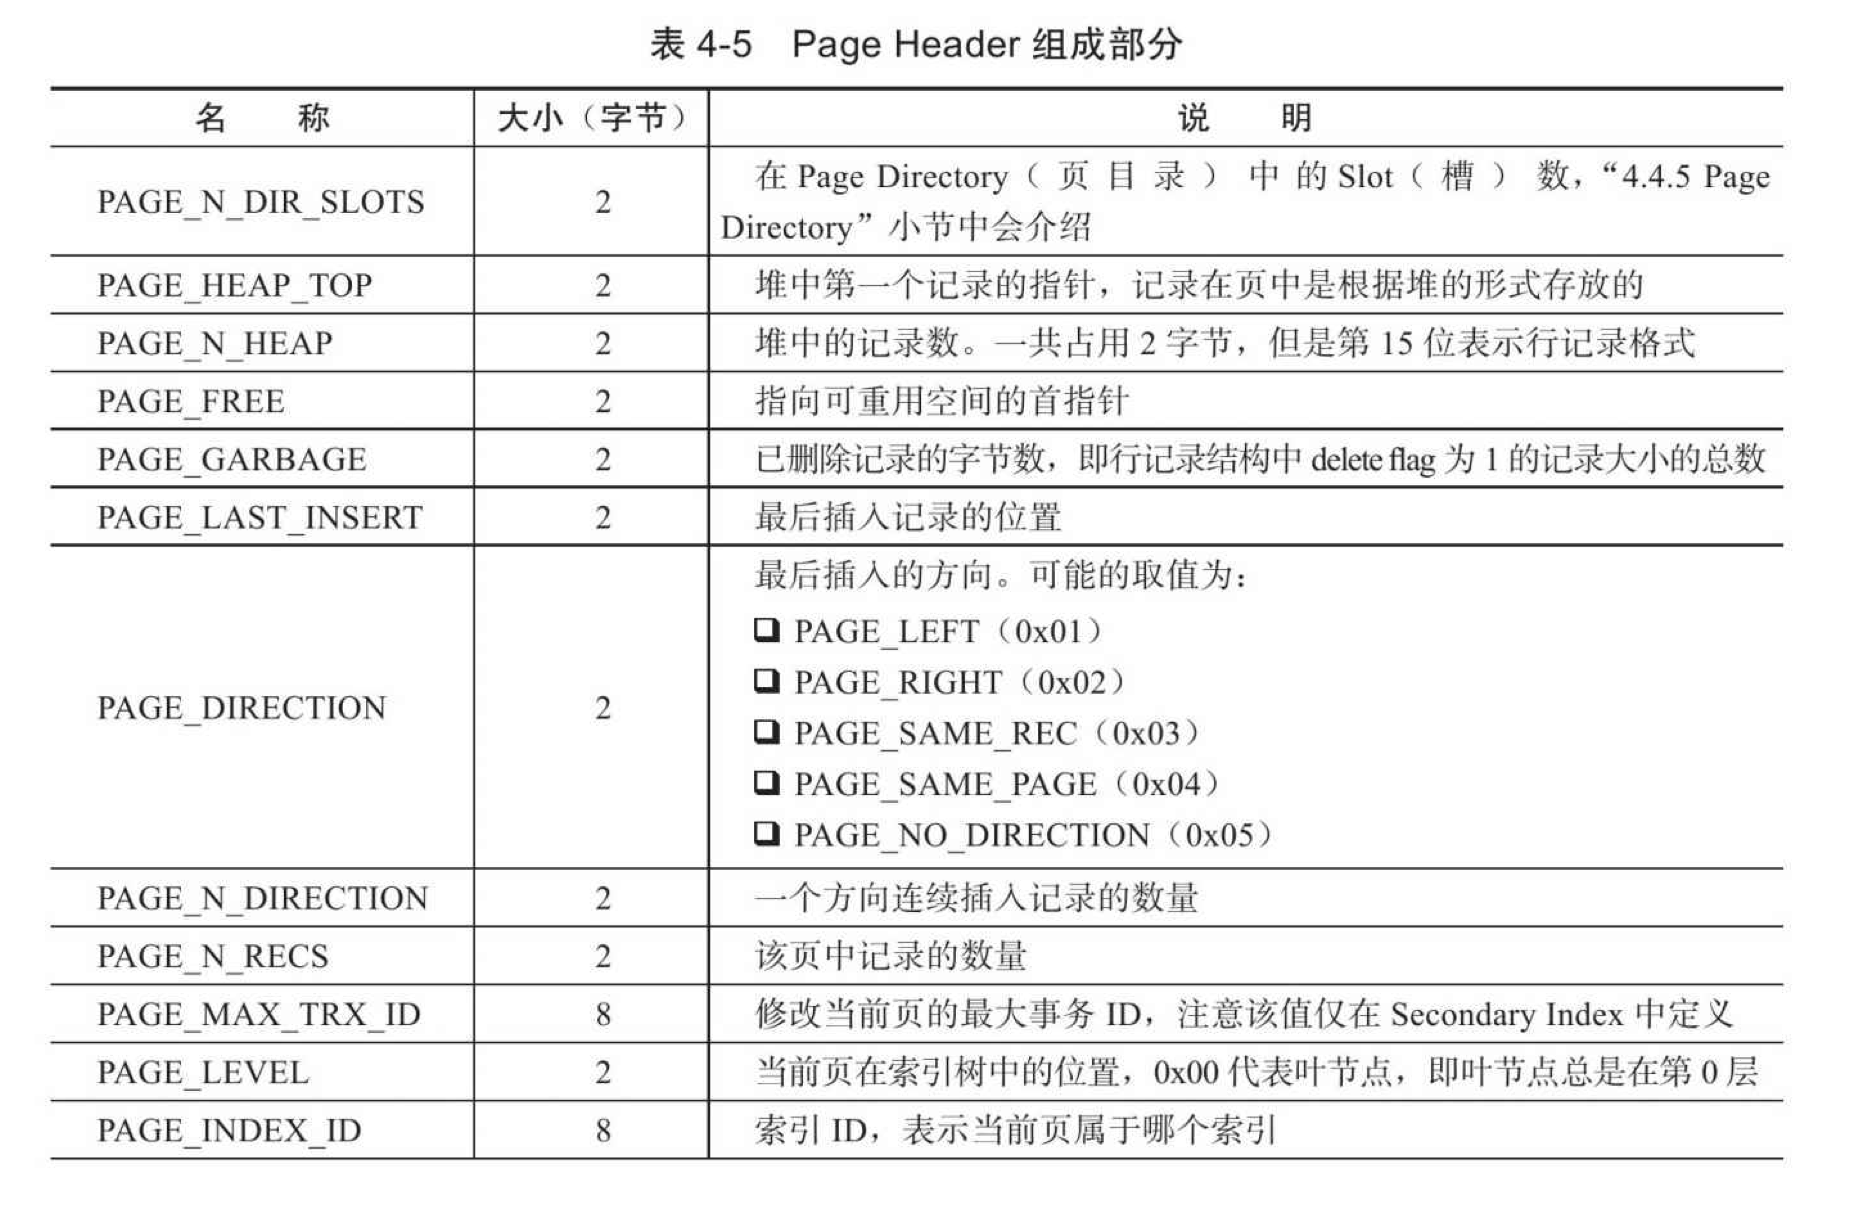 表 4-5 Page Header 组成部分
名 称 大小（字节） 说 明
PAGE_N_DIR_SLOTS 2 在 Page Directory（ 页 目 录 ） 中 的 Slot（ 槽 ） 数，“4.4.5 Page
Directory”小节中会介绍
PAGE_HEAP_TOP 2 堆中第一个记录的指针，记录在页中是根据堆的形式存放的
PAGE_N_HEAP 2 堆中的记录数。一共占用 2 字节，但是第 15 位表示行记录格式
PAGE_FREE 2 指向可重用空间的首指针
PAGE_GARBAGE 2 已删除记录的字节数，即行记录结构中 delete flag 为 1 的记录大小的总数
PAGE_LAST_INSERT 2 最后插入记录的位置
最后插入的方向。可能的取值为：
❑ PAGE_LEFT（0x01）
❑ PAGE_RIGHT（0x02）
PAGE_DIRECTION 2
❑ PAGE_SAME_REC（0x03）
❑ PAGE_SAME_PAGE（0x04）
❑ PAGE_NO_DIRECTION（0x05）
PAGE_N_DIRECTION 2 一个方向连续插入记录的数量
PAGE_N_RECS 2 该页中记录的数量
PAGE_MAX_TRX_ID 8 修改当前页的最大事务 ID，注意该值仅在 Secondary Index 中定义
PAGE_LEVEL 2 当前页在索引树中的位置，0x00 代表叶节点，即叶节点总是在第 0 层
PAGE_INDEX_ID 8 索引 ID，表示当前页属于哪个索引